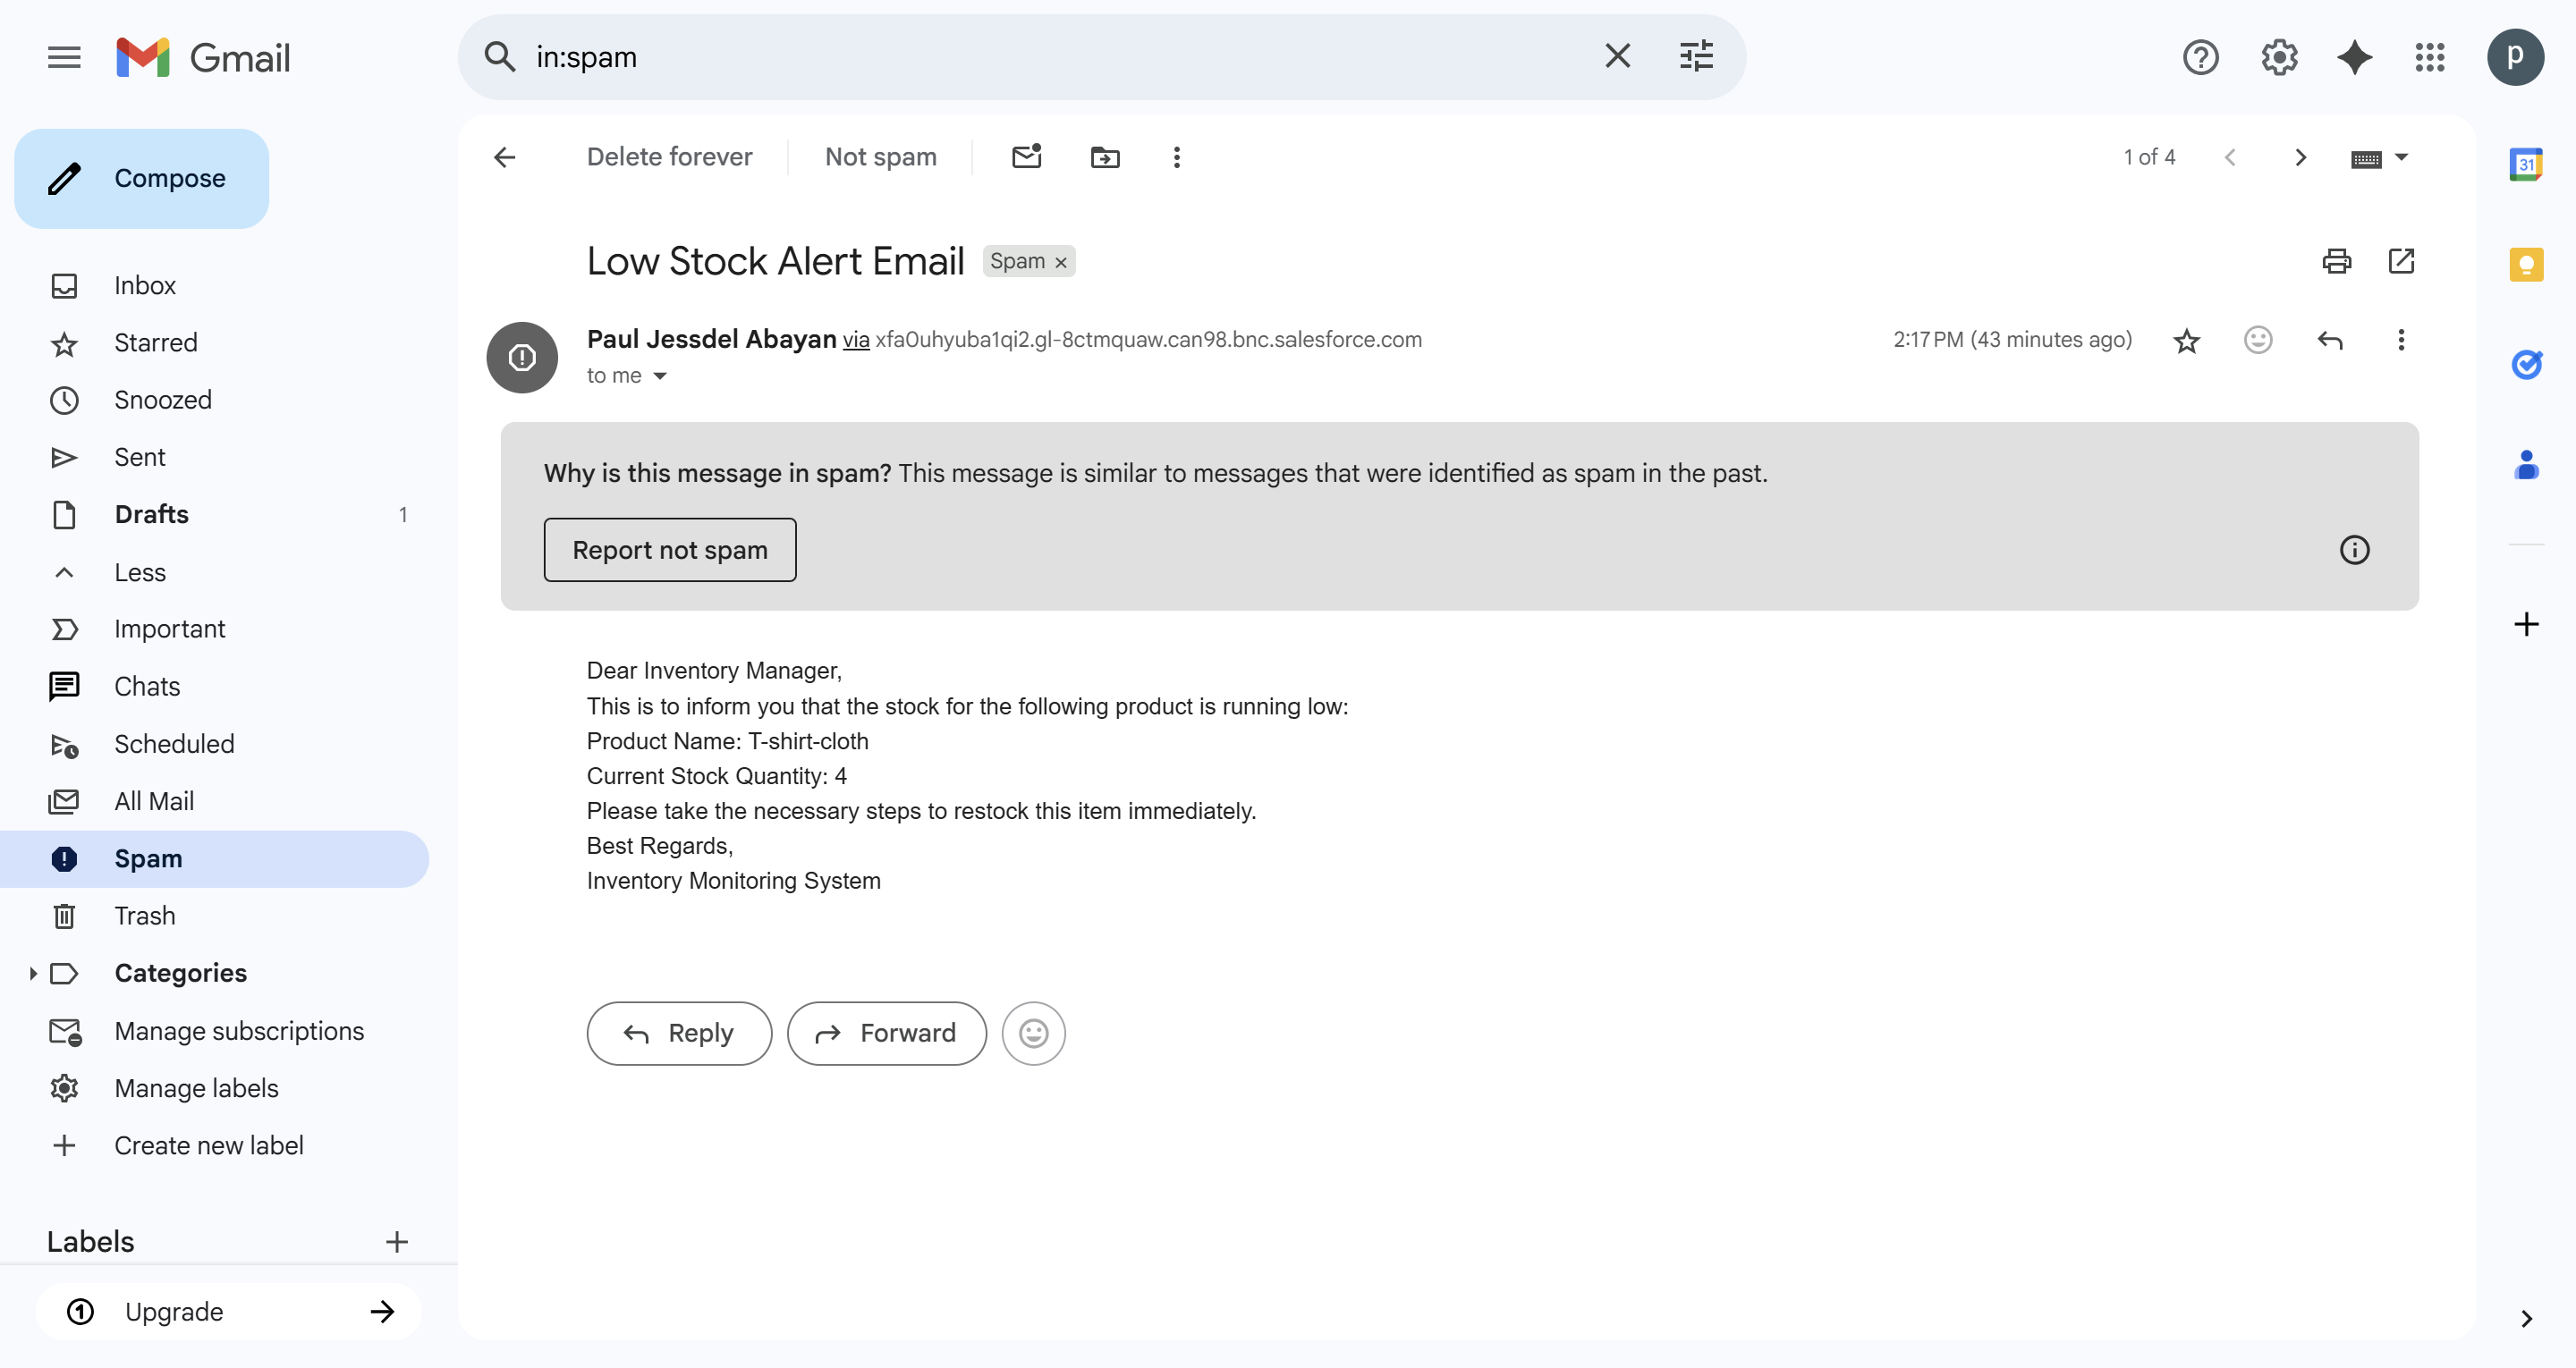 Gmail
in:spam
p
Compose
Inbox
Starred
Snoozed
Sent
Drafts 1
Less
Important
Chats
Scheduled
All Mail
Spam
Trash
Categories
Manage subscriptions
Manage labels
Create new label
Labels
Upgrade
Delete forever
Not spam
1 of 4
Low Stock Alert Email
Spam ×
Paul Jessdel Abayan via xfa0uhyuba1qi2.gl-8ctmquaw.can98.bnc.salesforce.com
2:17 PM (43 minutes ago)
to me
Why is this message in spam? This message is similar to messages that were identified as spam in the past.
Report not spam
Dear Inventory Manager,
This is to inform you that the stock for the following product is running low:
Product Name: T-shirt-cloth
Current Stock Quantity: 4
Please take the necessary steps to restock this item immediately.
Best Regards,
Inventory Monitoring System
Reply
Forward
31